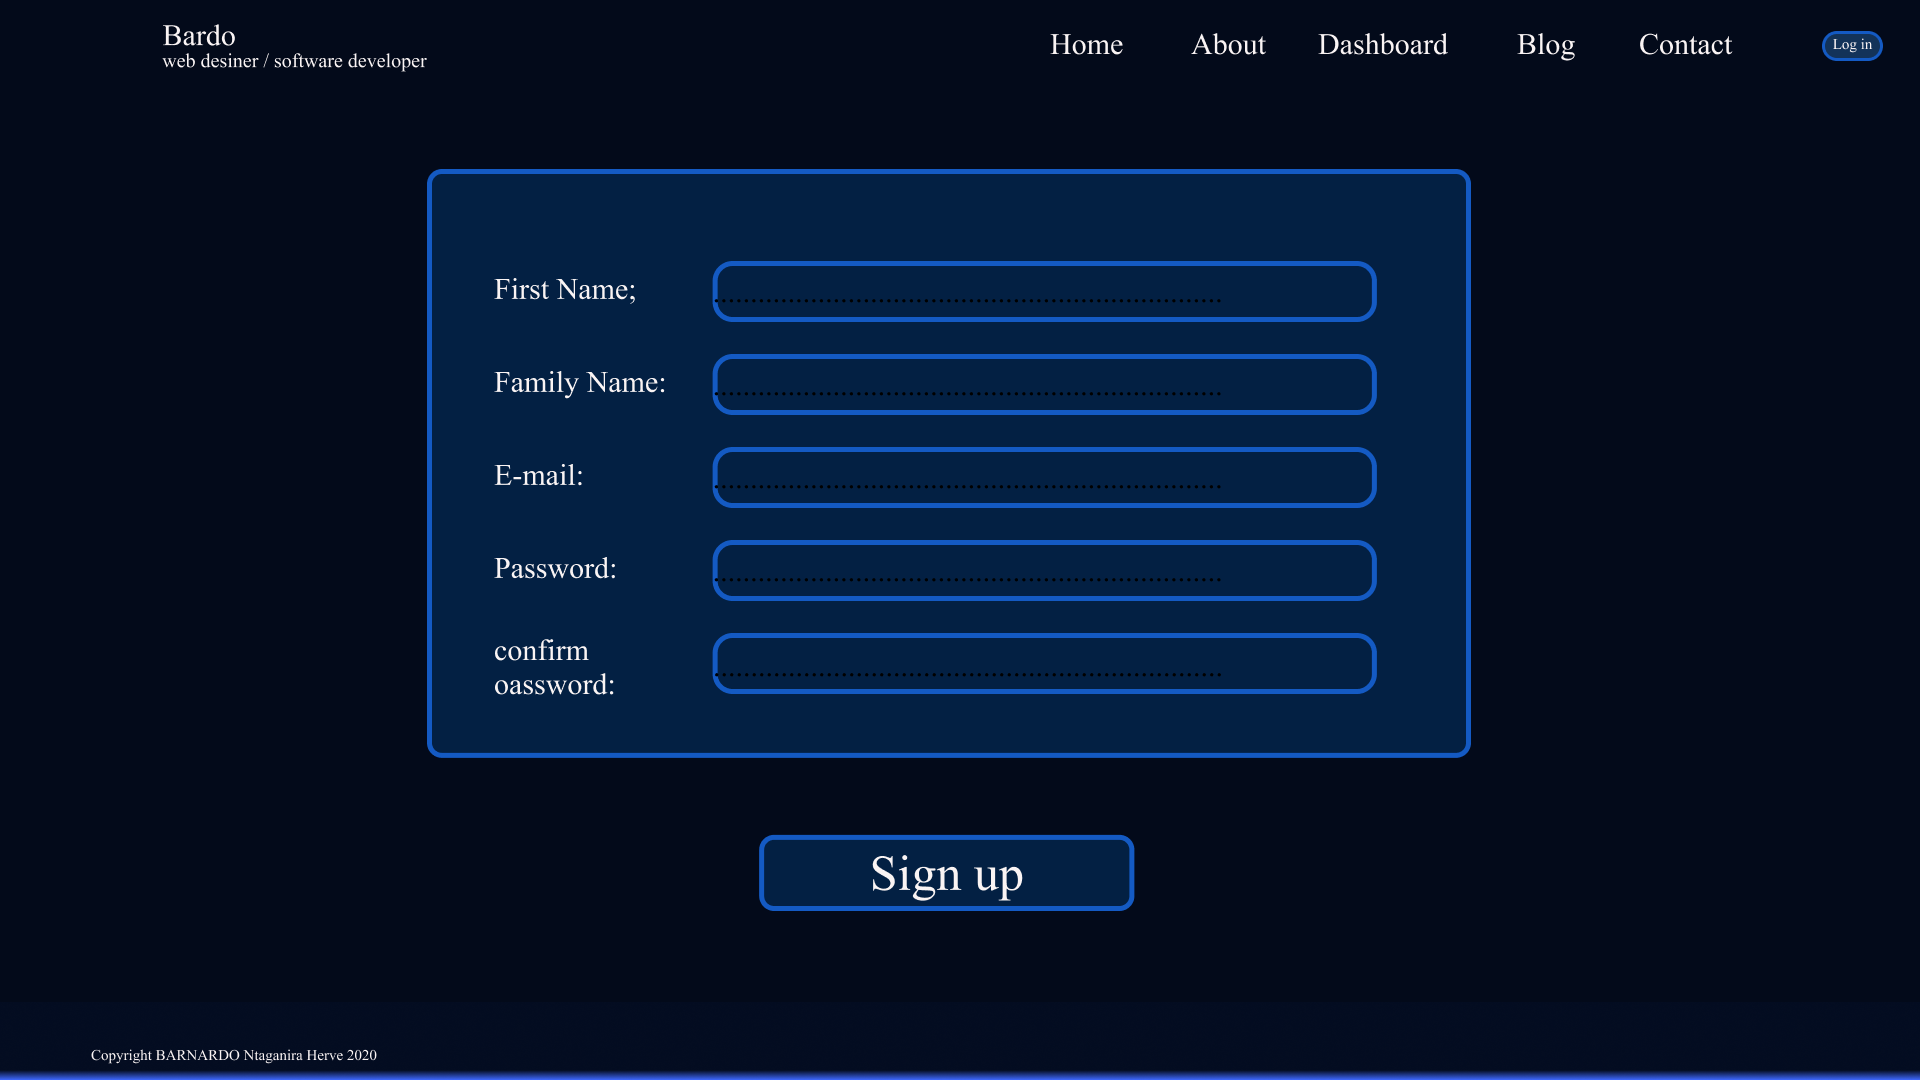 Bardo
web desiner / software developer
Home About Dashboard Blog Contact Log in
First Name;
....................................................................
Family Name:
....................................................................
E-mail:
....................................................................
Password:
....................................................................
confirm
oassword:
....................................................................
Sign up
Copyright BARNARDO Ntaganira Herve 2020